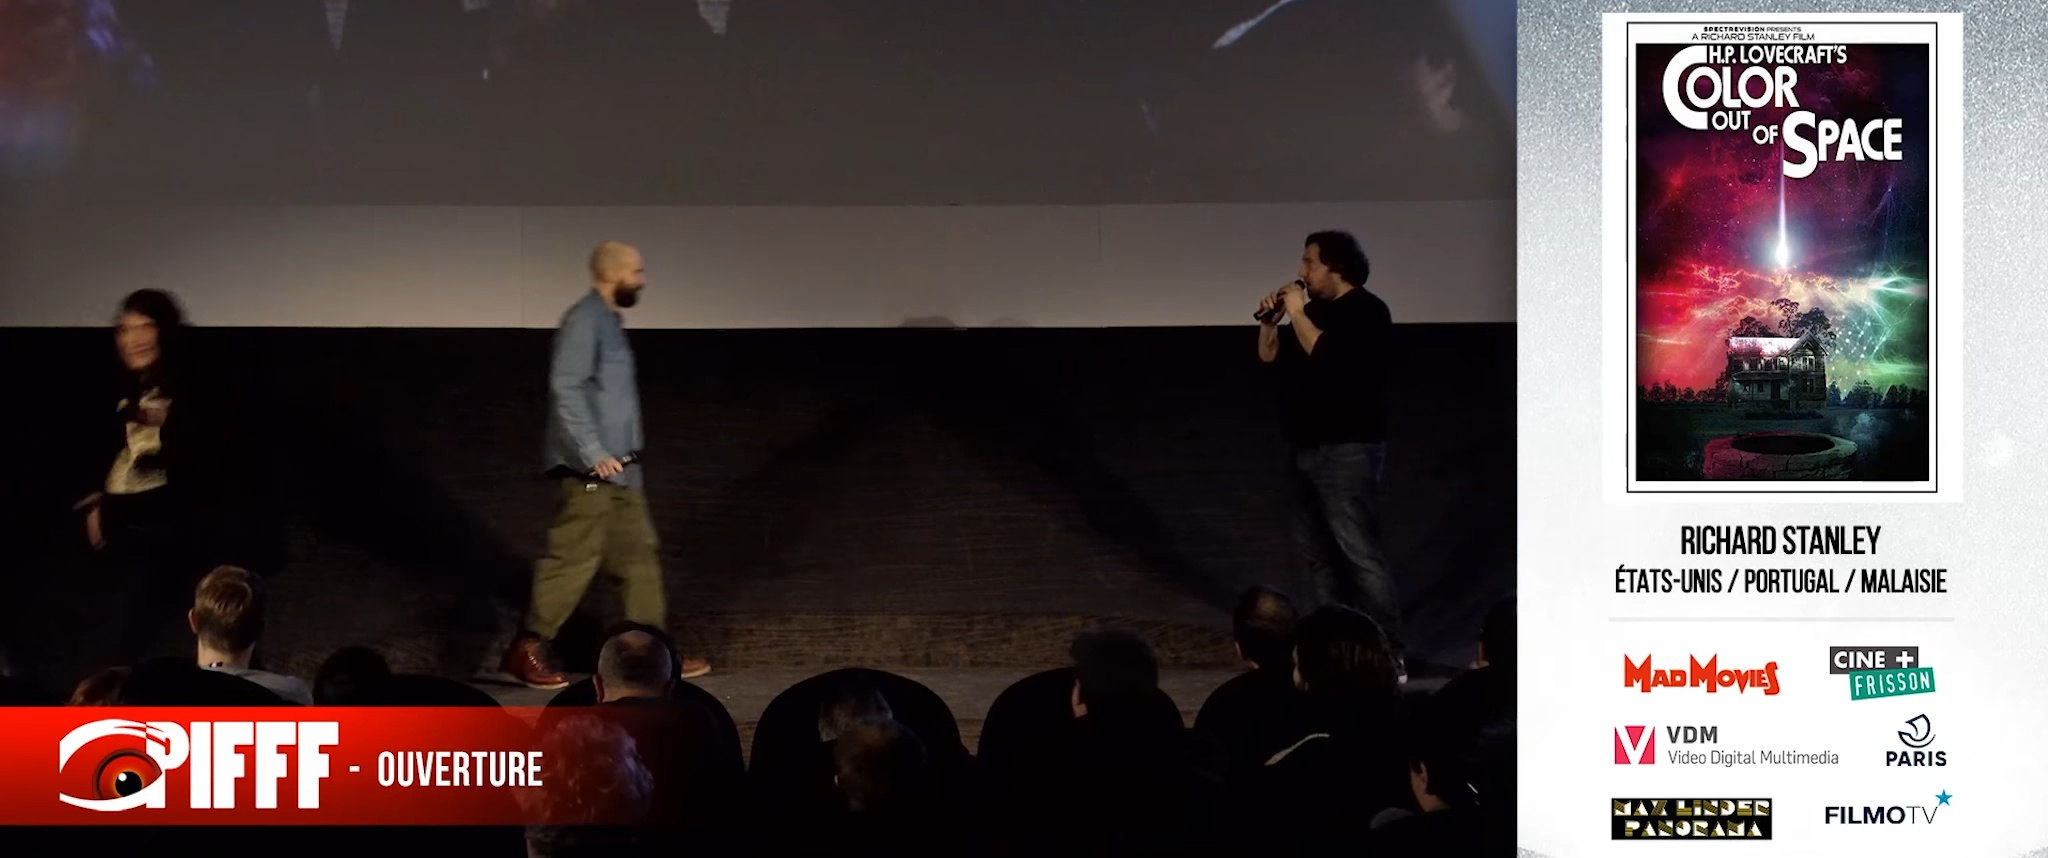 PIFFF - OUVERTURE
SPECTREVISION PRESENTS
A RICHARD STANLEY FILM
H.P. LOVECRAFT'S
COLOR
OUT
OF
SPACE
RICHARD STANLEY
ÉTATS-UNIS / PORTUGAL / MALAISIE
MAD MOVIES
CINE +
FRISSON
VDM
Video Digital Multimedia
PARIS
MAX LINDER
PANORAMA
FILMOTV